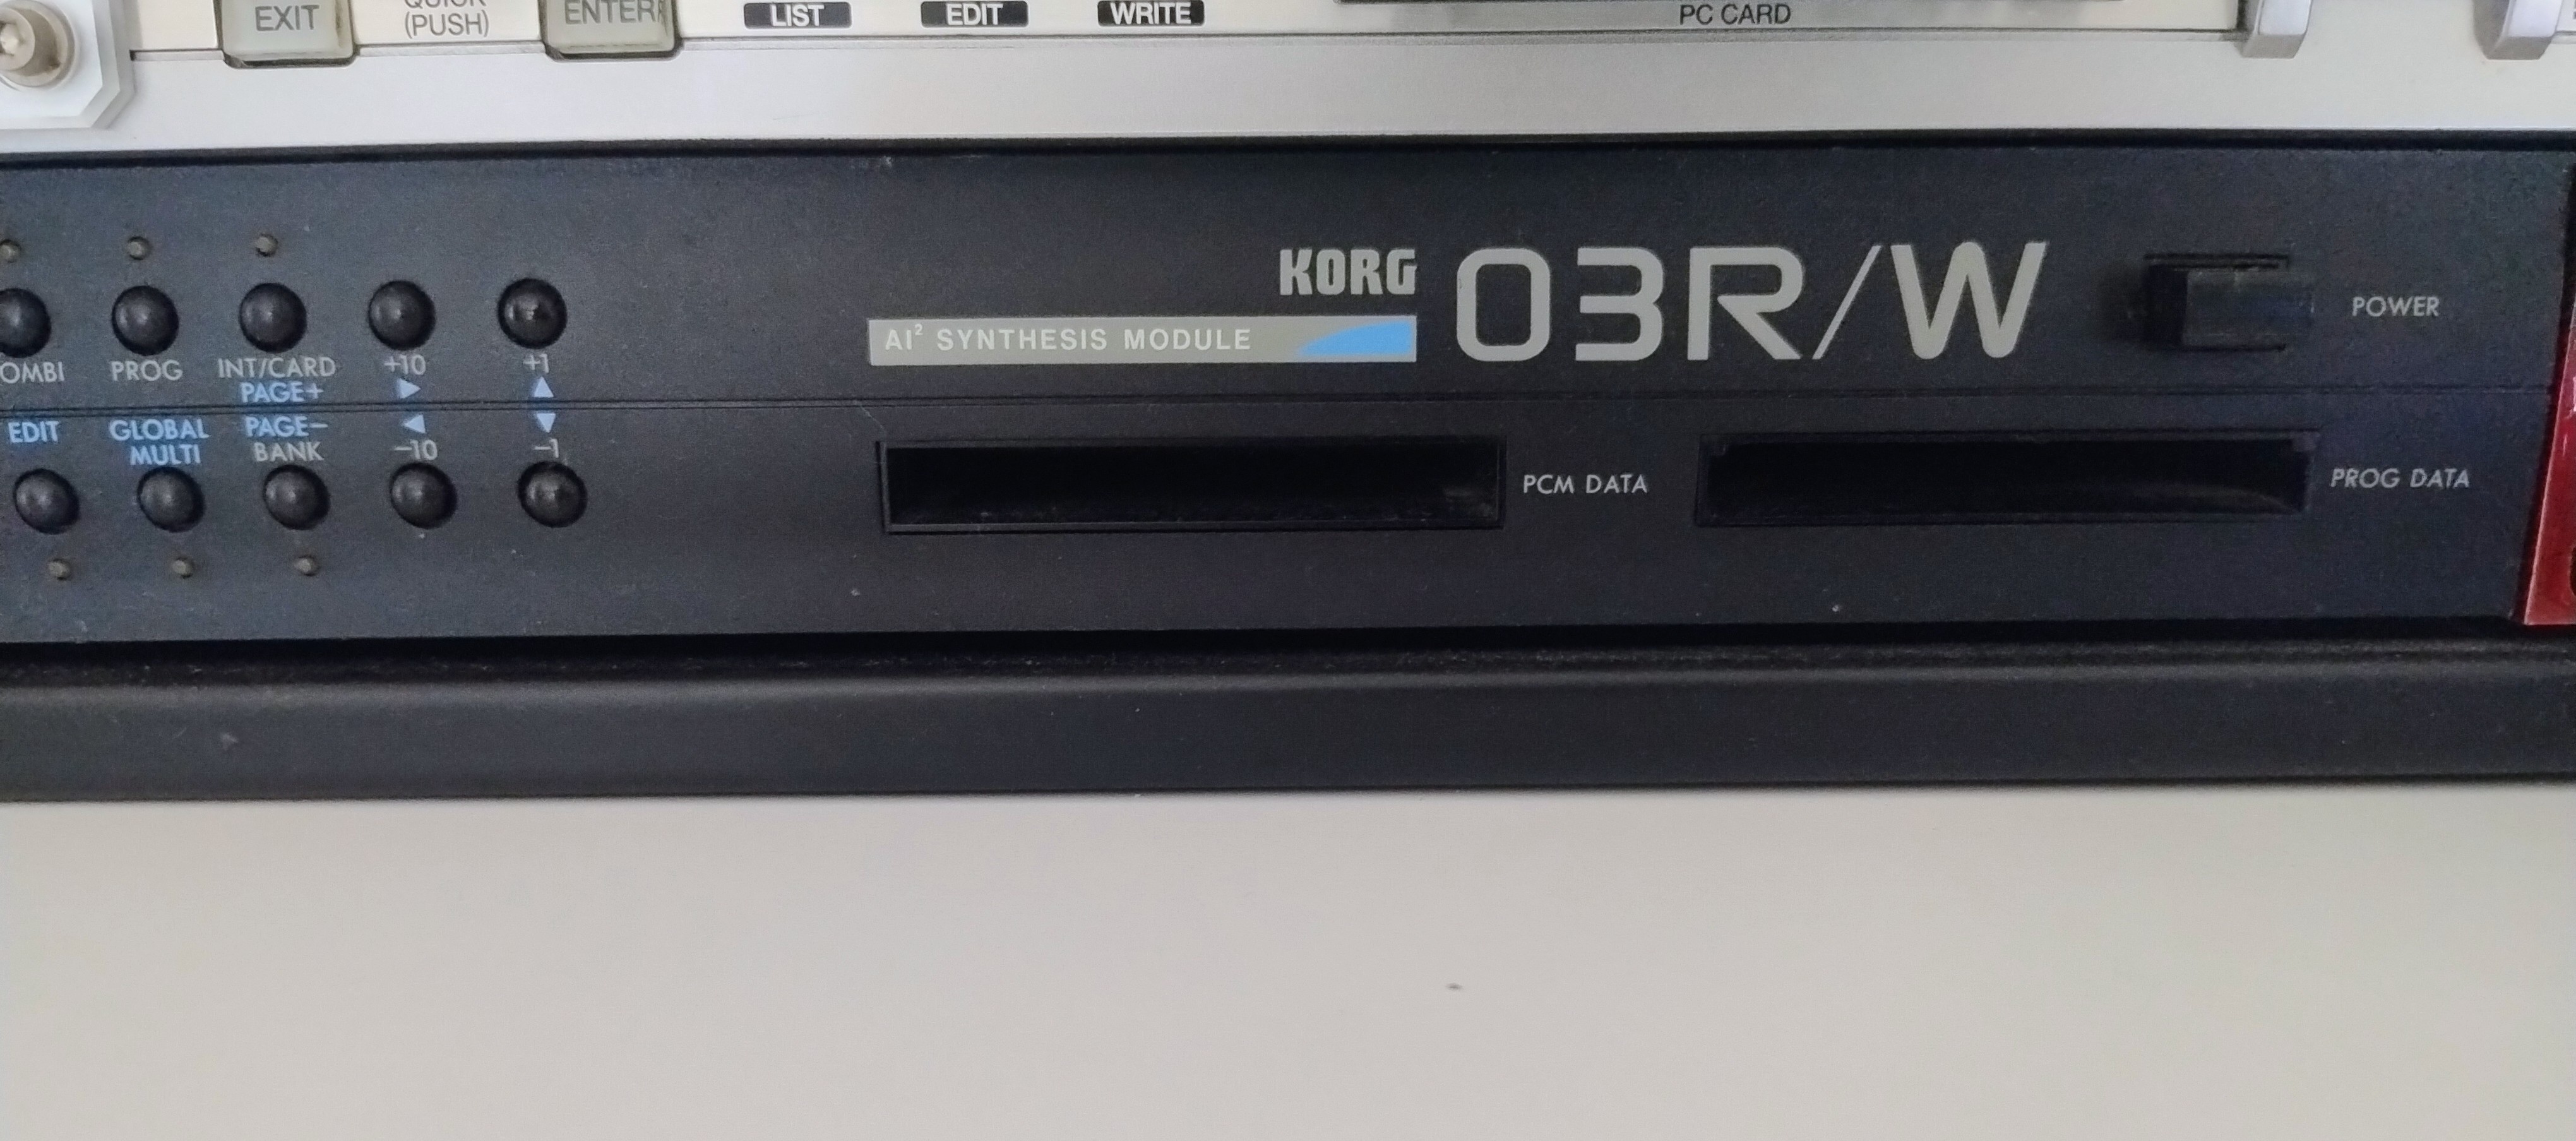 EXIT
(PUSH)
ENTER
LIST
EDIT
WRITE
PC CARD
KORG
03R/W
AI² SYNTHESIS MODULE
POWER
OMBI
PROG
INT/CARD
+10
+1
PAGE+
EDIT
GLOBAL
PAGE−
MULTI
BANK
−10
−1
PCM DATA
PROG DATA